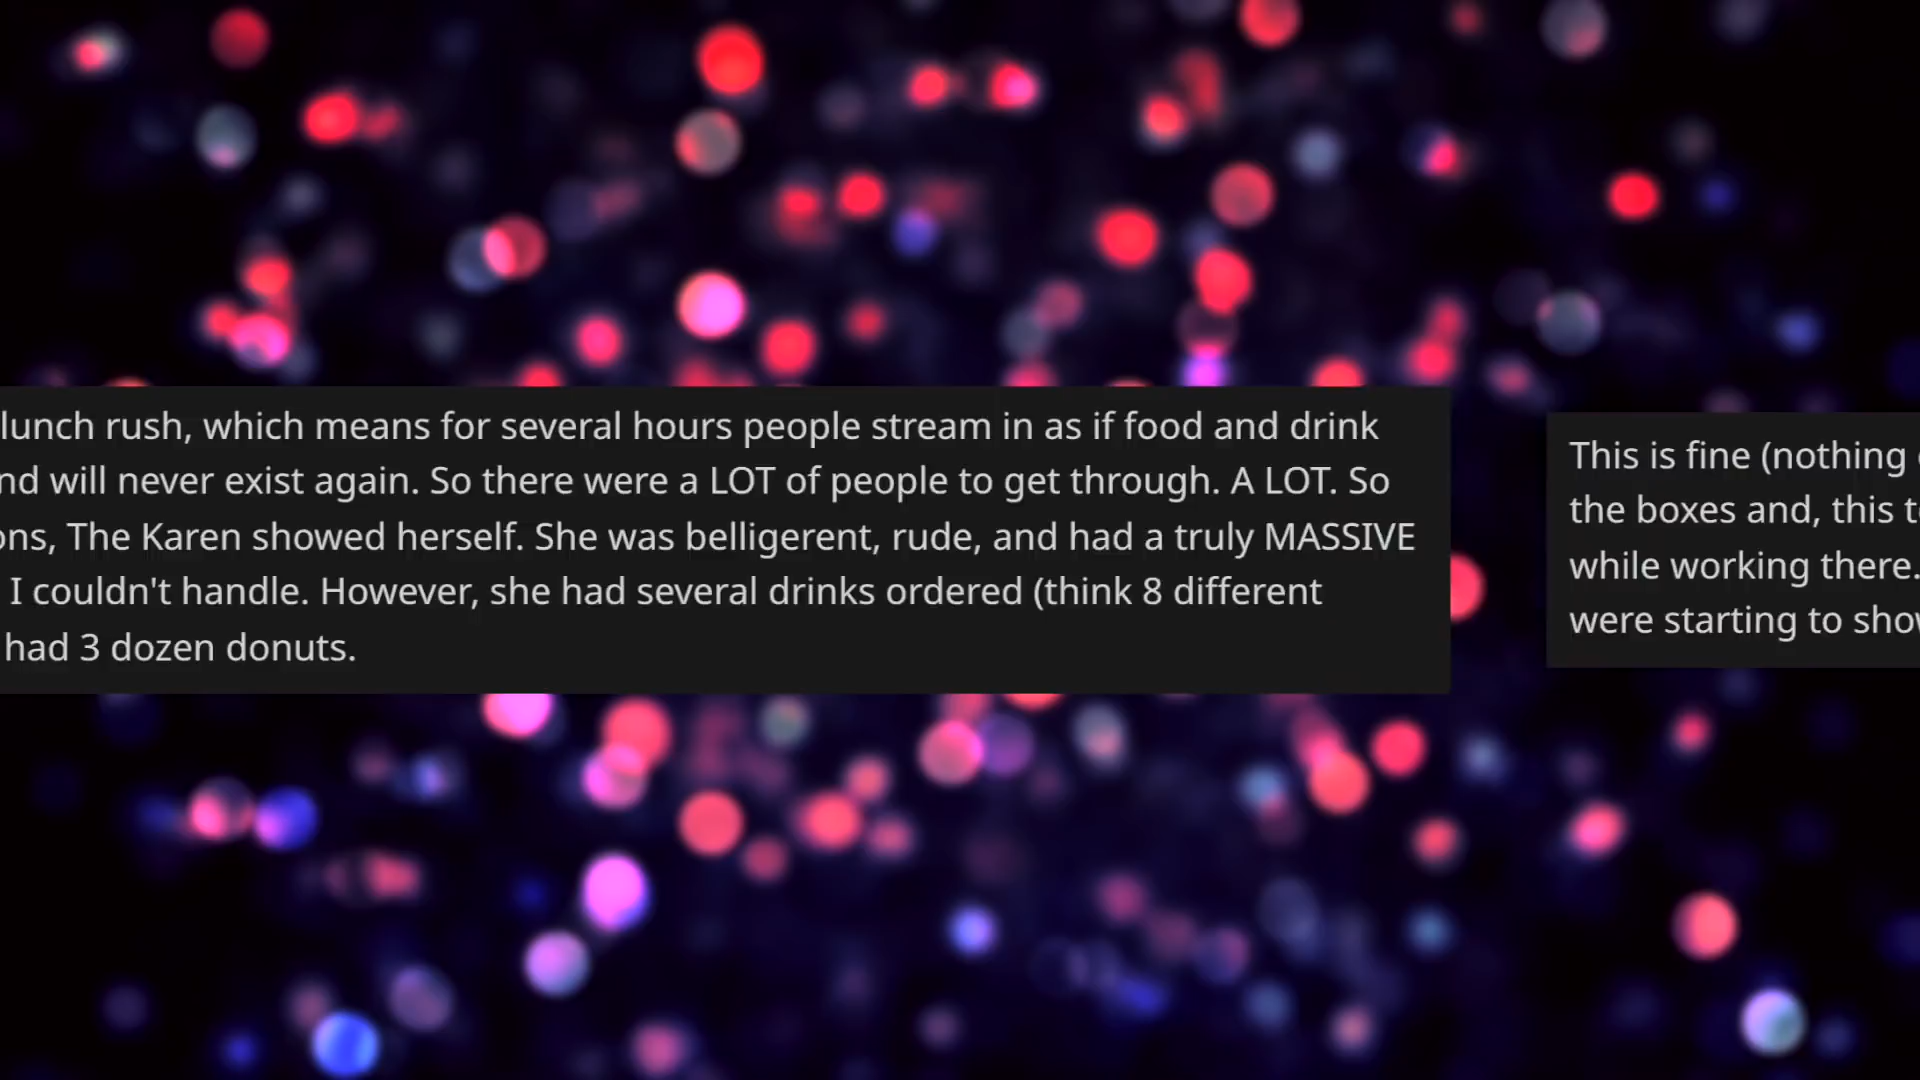 lunch rush, which means for several hours people stream in as if food and drink
will never exist again. So there were a LOT of people to get through. A LOT. So
The Karen showed herself. She was belligerent, rude, and had a truly MASSIVE
I couldn't handle. However, she had several drinks ordered (think 8 different
had 3 dozen donuts.
This is fine (nothing
the boxes and, this
while working there.
were starting to